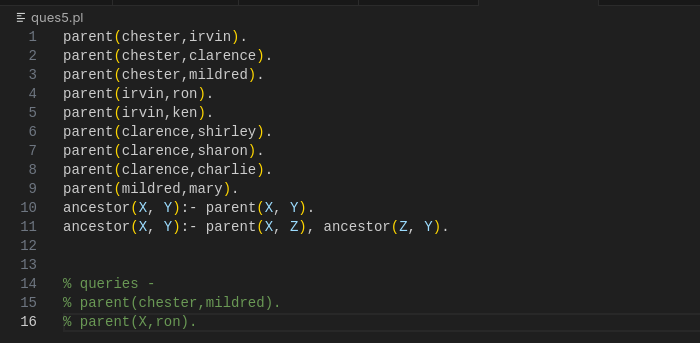 ques5.pl
1 parent(chester,irvin).
2 parent(chester,clarence).
3 parent(chester,mildred).
4 parent(irvin,ron).
5 parent(irvin,ken).
6 parent(clarence,shirley).
7 parent(clarence,sharon).
8 parent(clarence,charlie).
9 parent(mildred,mary).
10 ancestor(X, Y):- parent(X, Y).
11 ancestor(X, Y):- parent(X, Z), ancestor(Z, Y).
12
13
14 % queries -
15 % parent(chester,mildred).
16 % parent(X,ron).